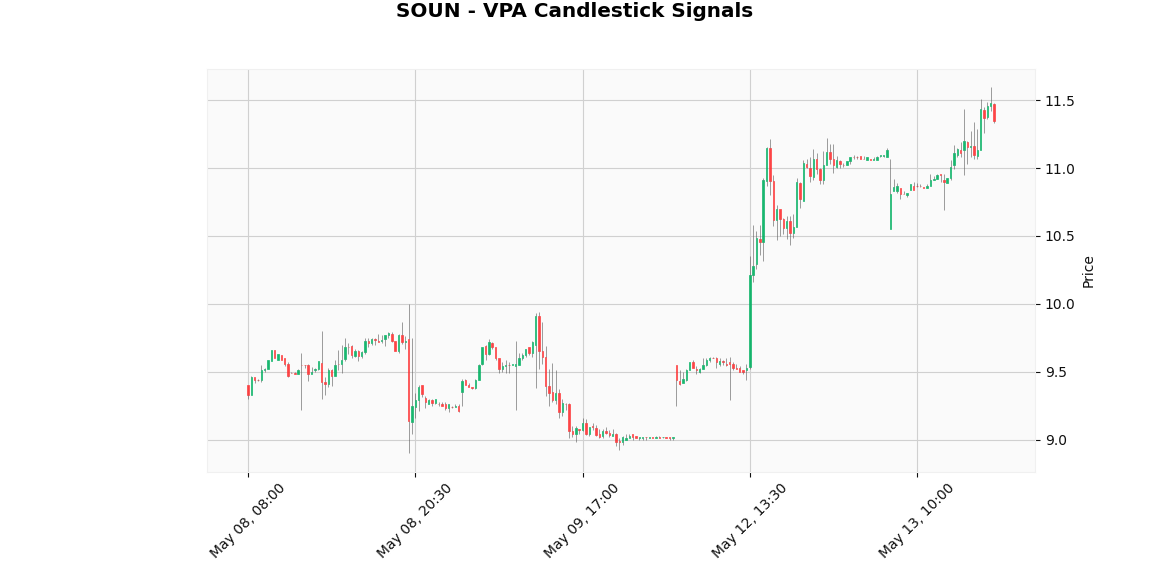 SOUN - VPA Candlestick Signals
11.5
11.0
10.5
10.0
9.5
9.0
Price
May 08, 08:00
May 08, 20:30
May 09, 17:00
May 12, 13:30
May 13, 10:00